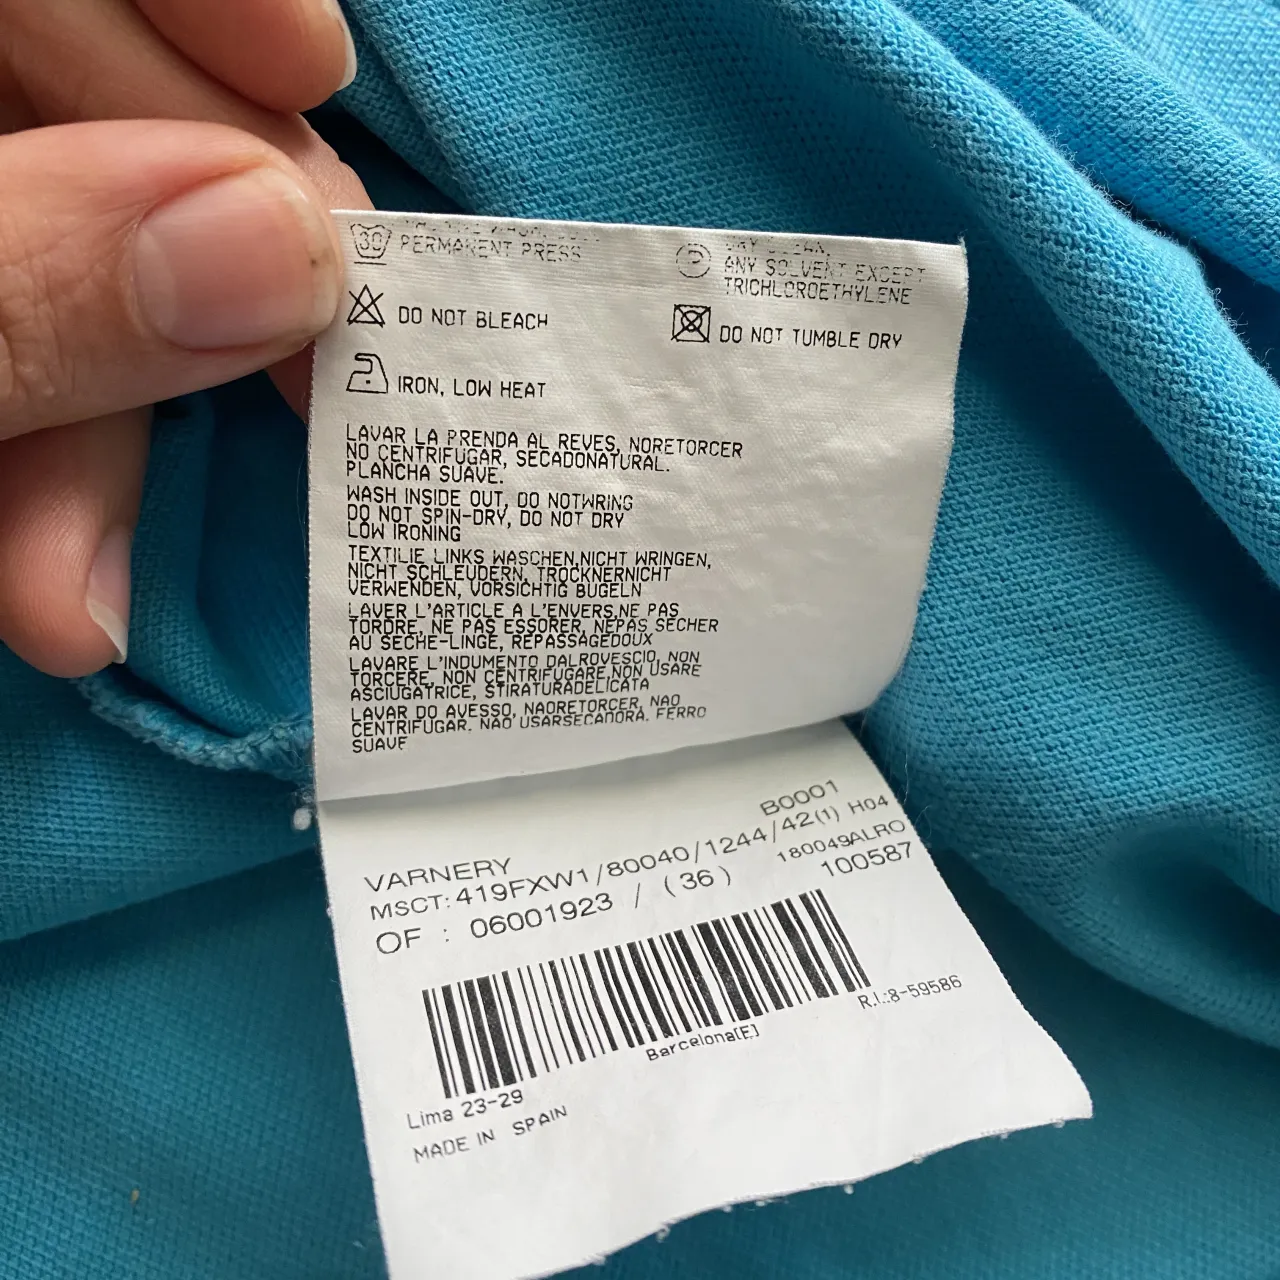 30
PERMANENT PRESS
DRY CLEAN,
P
ANY SOLVENT EXCEPT
TRICHLOROETHYLENE
DO NOT BLEACH
DO NOT TUMBLE DRY
IRON, LOW HEAT
LAVAR LA PRENDA AL REVES, NORETORCER
NO CENTRIFUGAR, SECADONATURAL.
PLANCHA SUAVE.
WASH INSIDE OUT, DO NOTWRING
DO NOT SPIN-DRY, DO NOT DRY
LOW IRONING
TEXTILIE LINKS WASCHEN,NICHT WRINGEN,
NICHT SCHLEUDERN, TROCKNERNICHT
VERWENDEN, VORSICHTIG BUGELN
LAVER L'ARTICLE A L'ENVERS,NE PAS
TORDRE, NE PAS ESSORER, NEPAS SECHER
AU SECHE-LINGE, REPASSAGEDOUX
LAVARE L'INDUMENTO DALROVESCIO, NON
TORCERE, NON CENTRIFUGARE,NON USARE
ASCIUGATRICE, STIRATURADELICATA
LAVAR DO AVESSO, NAORETORCER, NAO
CENTRIFUGAR, NAO USARSECADORA. FERRO
SUAVE
B0001
VARNERY
MSCT: 419FXW1/80040/1244/42(1) H04
180049ALRO
OF : 06001923 / (36) 100587
R.I.:8-59586
Barcelona[E]
Lima 23-29
MADE IN SPAIN